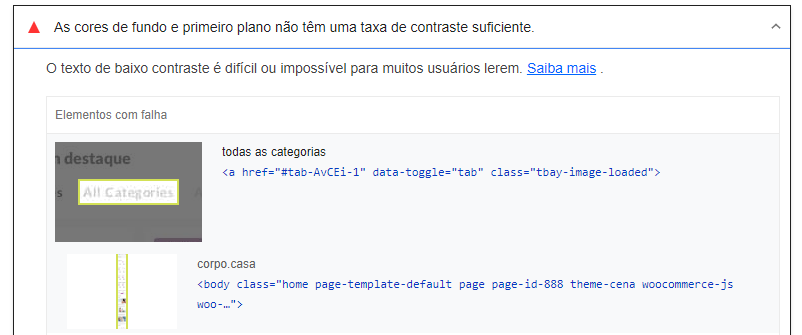 As cores de fundo e primeiro plano não têm uma taxa de contraste suficiente.
O texto de baixo contraste é difícil ou impossível para muitos usuários lerem. Saiba mais .
Elementos com falha
n destaque
s All Categories
todas as categorias
<a href="#tab-AvCEi-1" data-toggle="tab" class="tbay-image-loaded">
corpo.casa
<body class="home page-template-default page page-id-888 theme-cena woocommerce-js
woo-…">